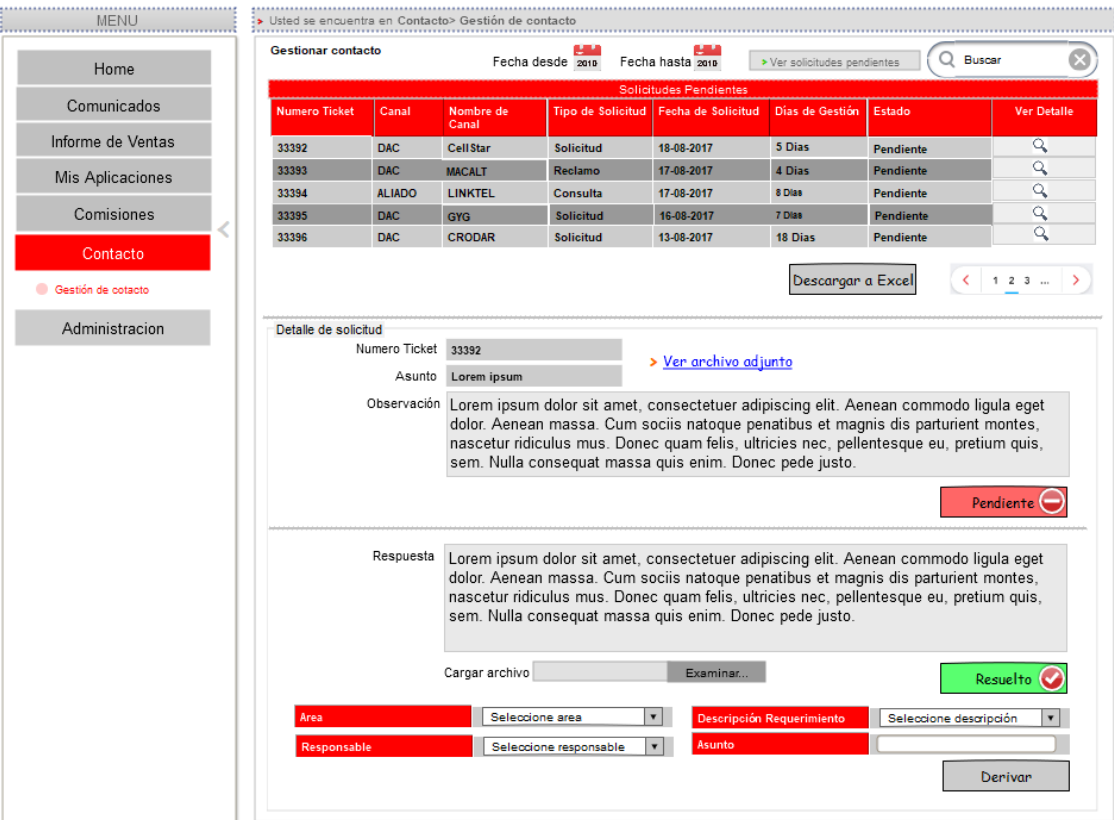 MENU
Usted se encuentra en Contacto> Gestión de contacto
Home
Comunicados
Informe de Ventas
Mis Aplicaciones
Comisiones
Contacto
Gestión de cotacto
Administracion
Gestionar contacto
Fecha desde 2010 Fecha hasta 2010 Ver solicitudes pendientes Buscar
Solicitudes Pendientes
Numero Ticket Canal Nombre de Canal Tipo de Solicitud Fecha de Solicitud Días de Gestión Estado Ver Detalle
33392 DAC CellStar Solicitud 18-08-2017 5 Dias Pendiente
33393 DAC MACALT Reclamo 17-08-2017 4 Dias Pendiente
33394 ALIADO LINKTEL Consulta 17-08-2017 8 Dias Pendiente
33395 DAC GYG Solicitud 16-08-2017 7 Dias Pendiente
33396 DAC CRODAR Solicitud 13-08-2017 18 Dias Pendiente
Descargar a Excel
1 2 3 ...
Detalle de solicitud
Numero Ticket 33392
Ver archivo adjunto
Asunto Lorem ipsum
Observación
Lorem ipsum dolor sit amet, consectetuer adipiscing elit. Aenean commodo ligula eget
dolor. Aenean massa. Cum sociis natoque penatibus et magnis dis parturient montes,
nascetur ridiculus mus. Donec quam felis, ultricies nec, pellentesque eu, pretium quis,
sem. Nulla consequat massa quis enim. Donec pede justo.
Pendiente
Respuesta
Lorem ipsum dolor sit amet, consectetuer adipiscing elit. Aenean commodo ligula eget
dolor. Aenean massa. Cum sociis natoque penatibus et magnis dis parturient montes,
nascetur ridiculus mus. Donec quam felis, ultricies nec, pellentesque eu, pretium quis,
sem. Nulla consequat massa quis enim. Donec pede justo.
Cargar archivo Examinar...
Resuelto
Area Seleccione area Descripción Requerimiento Seleccione descripción
Responsable Seleccione responsable Asunto
Derivar